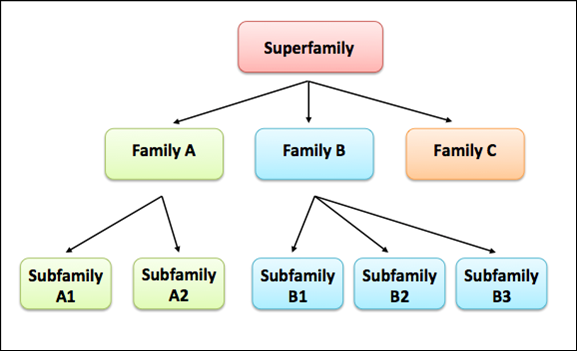 Superfamily
Family A
Family B
Family C
Subfamily
A1
Subfamily
A2
Subfamily
B1
Subfamily
B2
Subfamily
B3